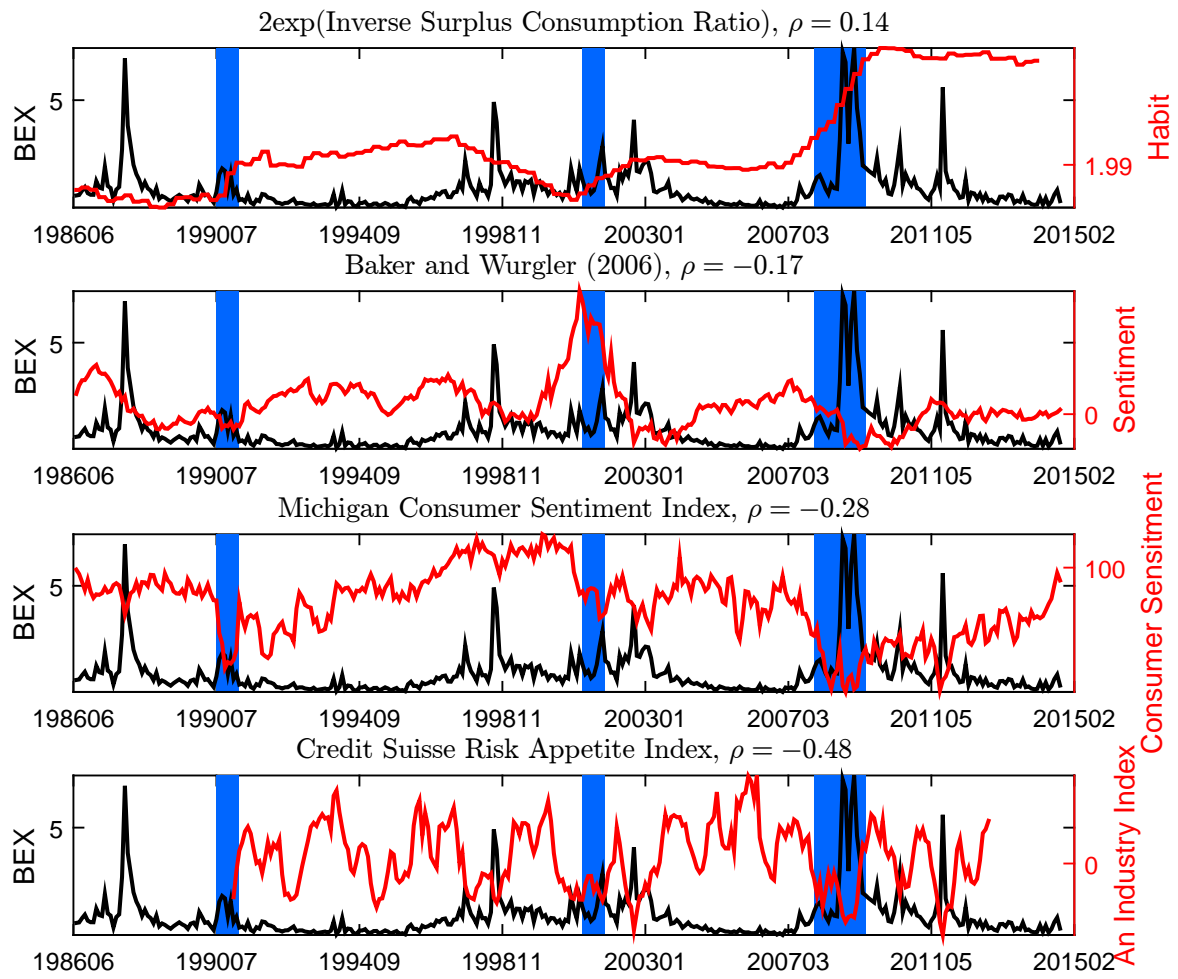 2exp(Inverse Surplus Consumption Ratio), ρ = 0.14
BEX
5
1.99
Habit
198606 199007 199409 199811 200301 200703 201105 201502
Baker and Wurgler (2006), ρ = −0.17
BEX
5
0
Sentiment
198606 199007 199409 199811 200301 200703 201105 201502
Michigan Consumer Sentiment Index, ρ = −0.28
BEX
5
100
Consumer Sensitment
198606 199007 199409 199811 200301 200703 201105 201502
Credit Suisse Risk Appetite Index, ρ = −0.48
BEX
5
0
An Industry Index
198606 199007 199409 199811 200301 200703 201105 201502